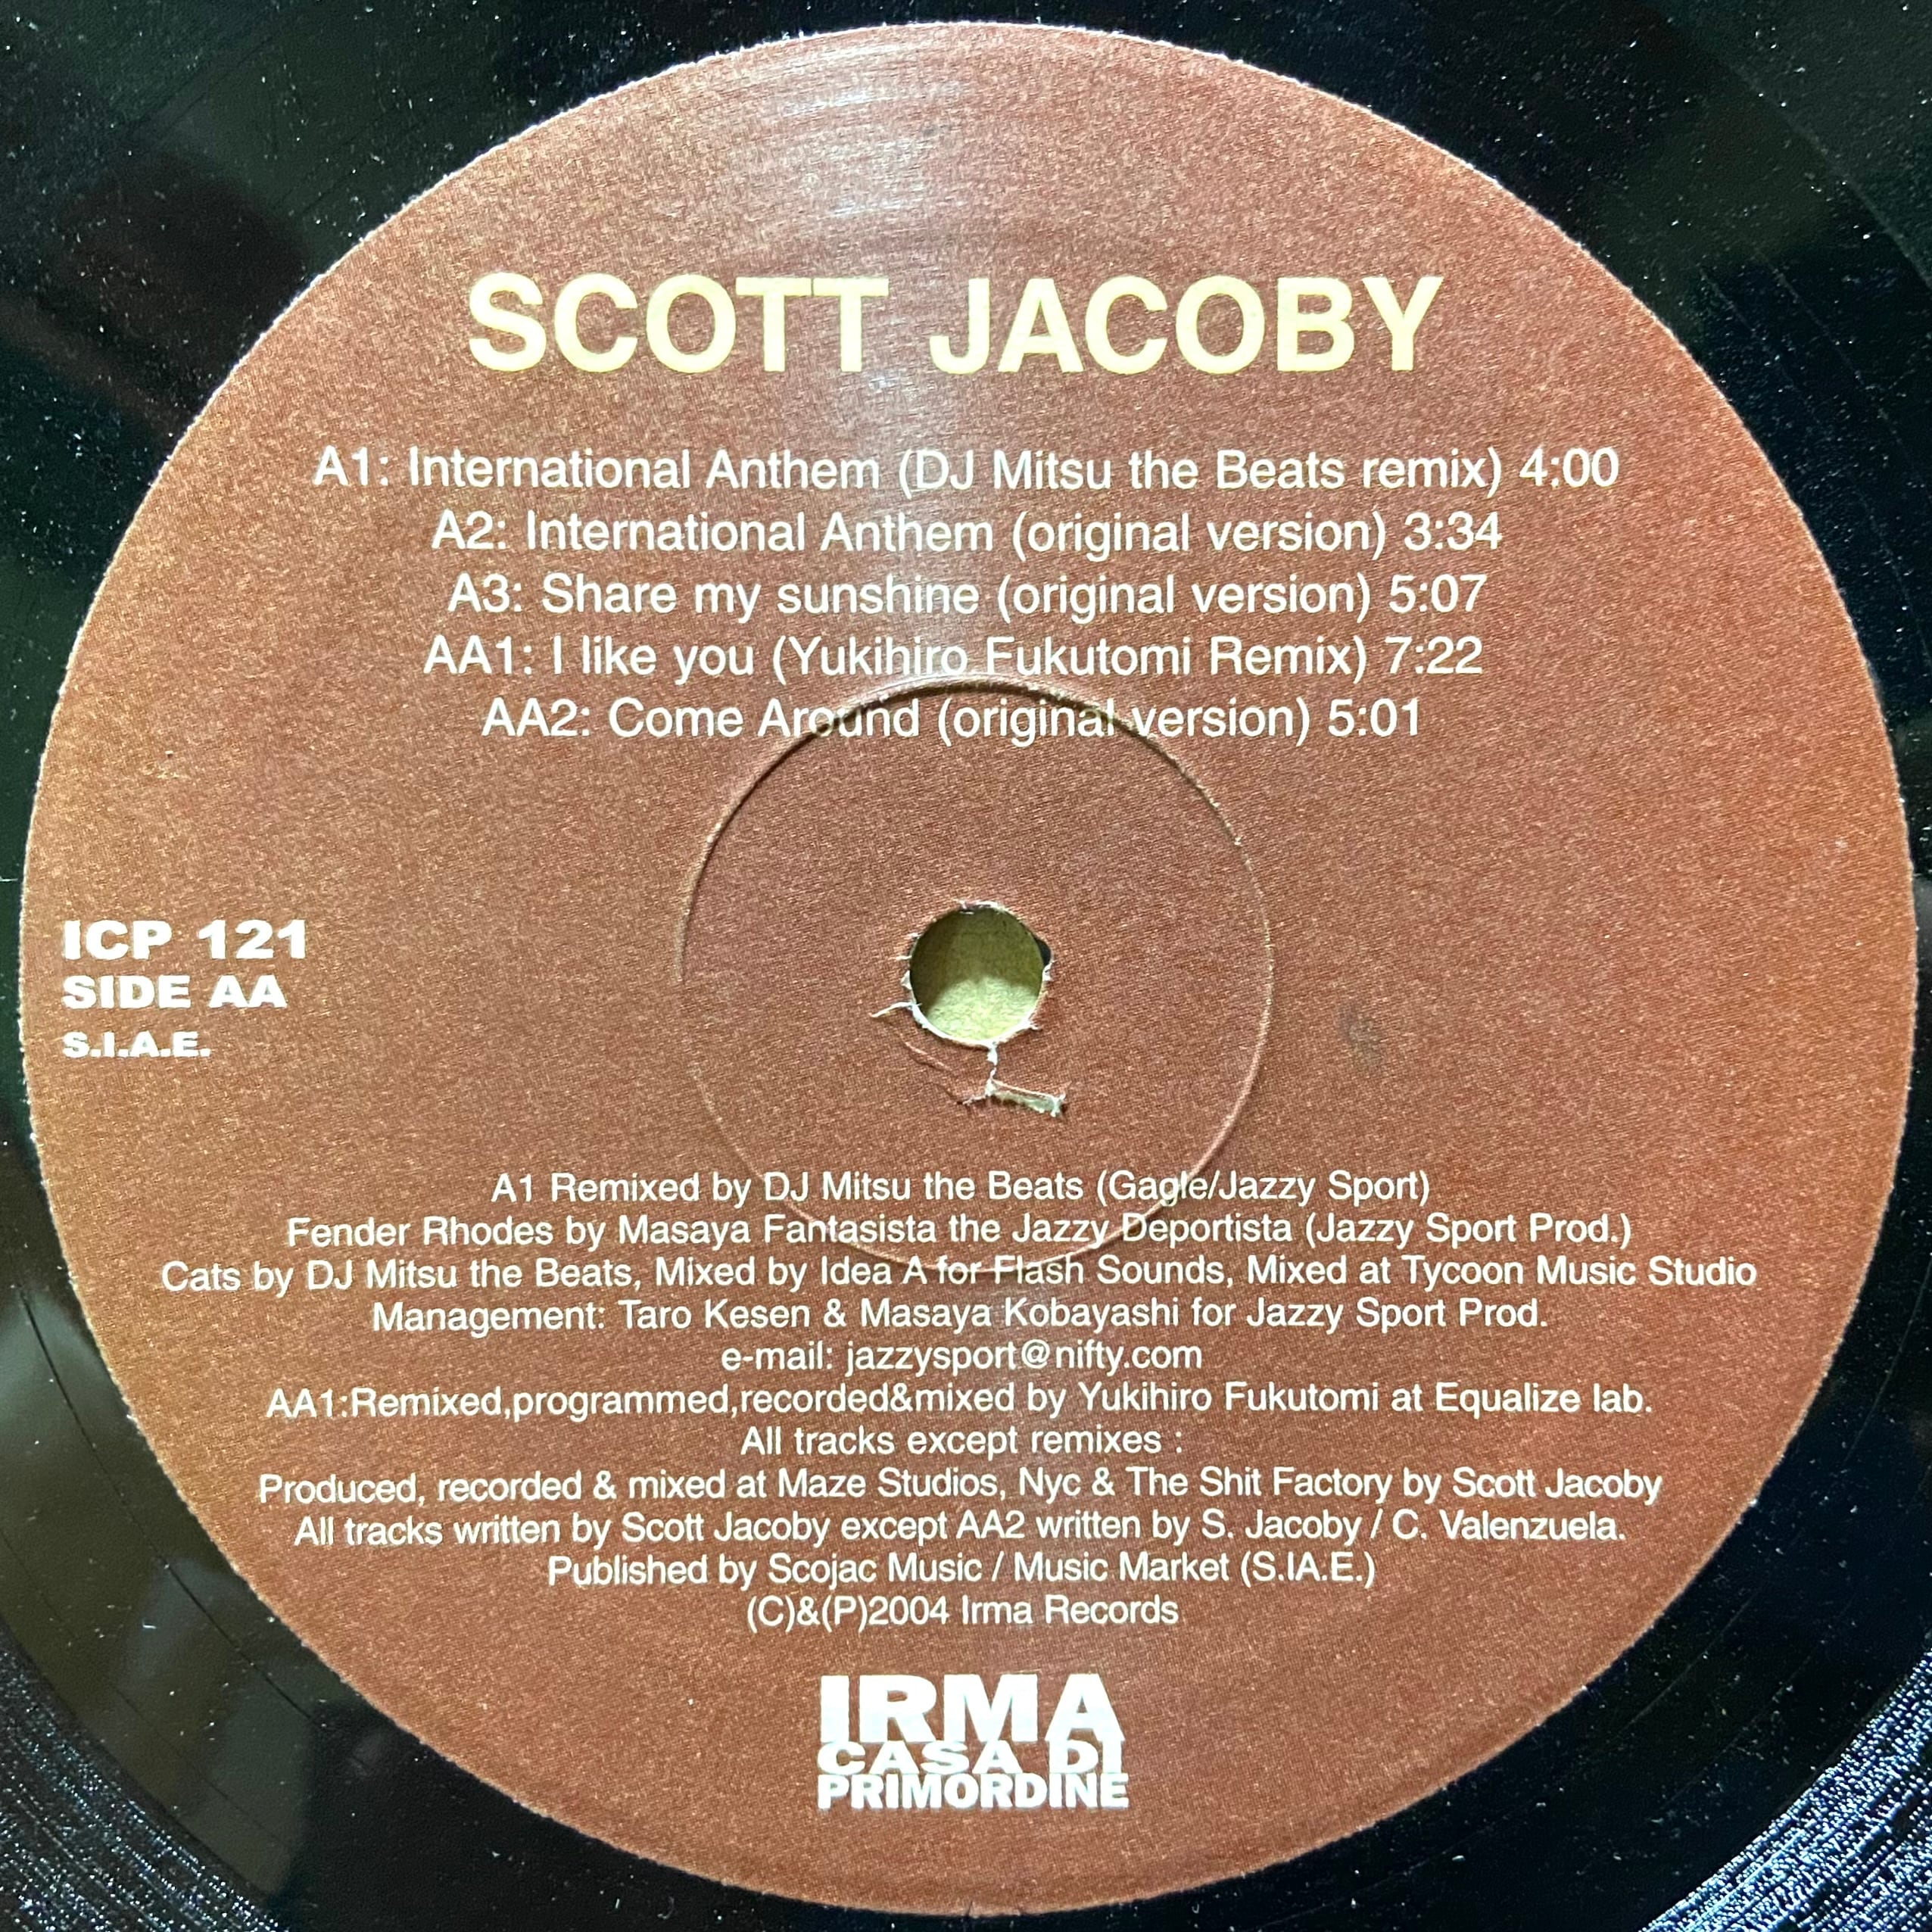 SCOTT JACOBY
A1: International Anthem (DJ Mitsu the Beats remix) 4:00
A2: International Anthem (original version) 3:34
A3: Share my sunshine (original version) 5:07
AA1: I like you (Yukihiro Fukutomi Remix) 7:22
AA2: Come Around (original version) 5:01
ICP 121
SIDE AA
S.I.A.E.
A1 Remixed by DJ Mitsu the Beats (Gagle/Jazzy Sport)
Fender Rhodes by Masaya Fantasista the Jazzy Deportista (Jazzy Sport Prod.)
Cats by DJ Mitsu the Beats, Mixed by Idea A for Flash Sounds, Mixed at Tycoon Music Studio
Management: Taro Kesen & Masaya Kobayashi for Jazzy Sport Prod.
e-mail: jazzysport@nifty.com
AA1:Remixed,programmed,recorded&mixed by Yukihiro Fukutomi at Equalize lab.
All tracks except remixes :
Produced, recorded & mixed at Maze Studios, Nyc & The Shit Factory by Scott Jacoby
All tracks written by Scott Jacoby except AA2 written by S. Jacoby / C. Valenzuela.
Published by Scojac Music / Music Market (S.IA.E.)
(C)&(P)2004 Irma Records
IRMA
CASA DI
PRIMORDINE